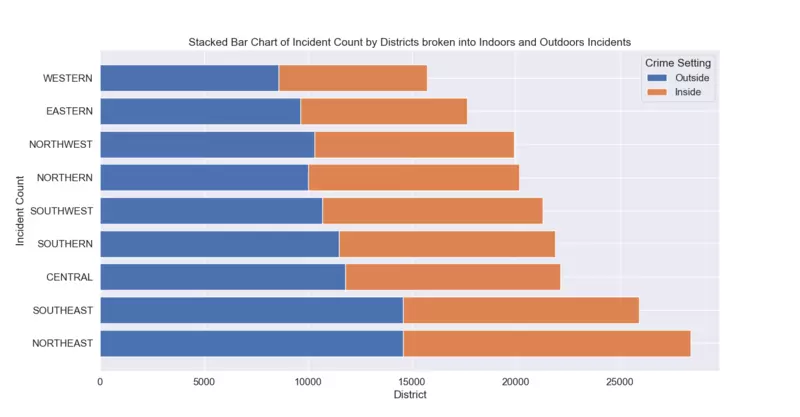 Stacked Bar Chart of Incident Count by Districts broken into Indoors and Outdoors Incidents
Crime Setting
Outside
Inside
Incident Count
WESTERN
EASTERN
NORTHWEST
NORTHERN
SOUTHWEST
SOUTHERN
CENTRAL
SOUTHEAST
NORTHEAST
0 5000 10000 15000 20000 25000
District